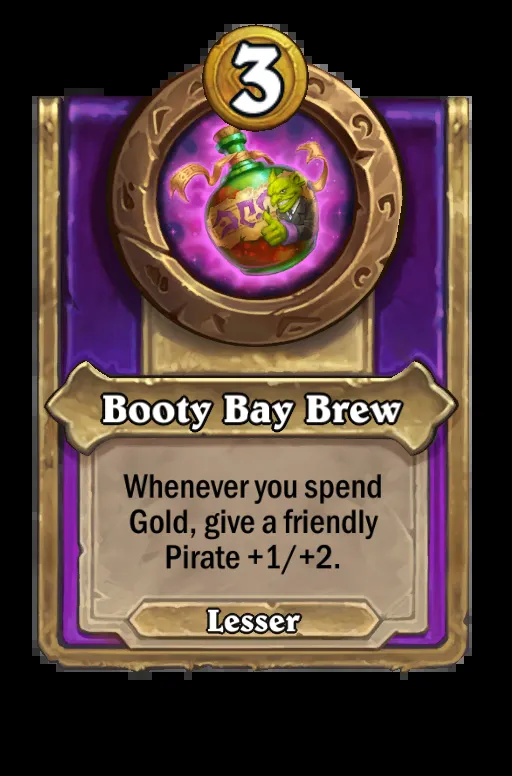 3
Booty Bay Brew
Whenever you spend
Gold, give a friendly
Pirate +1/+2.
Lesser